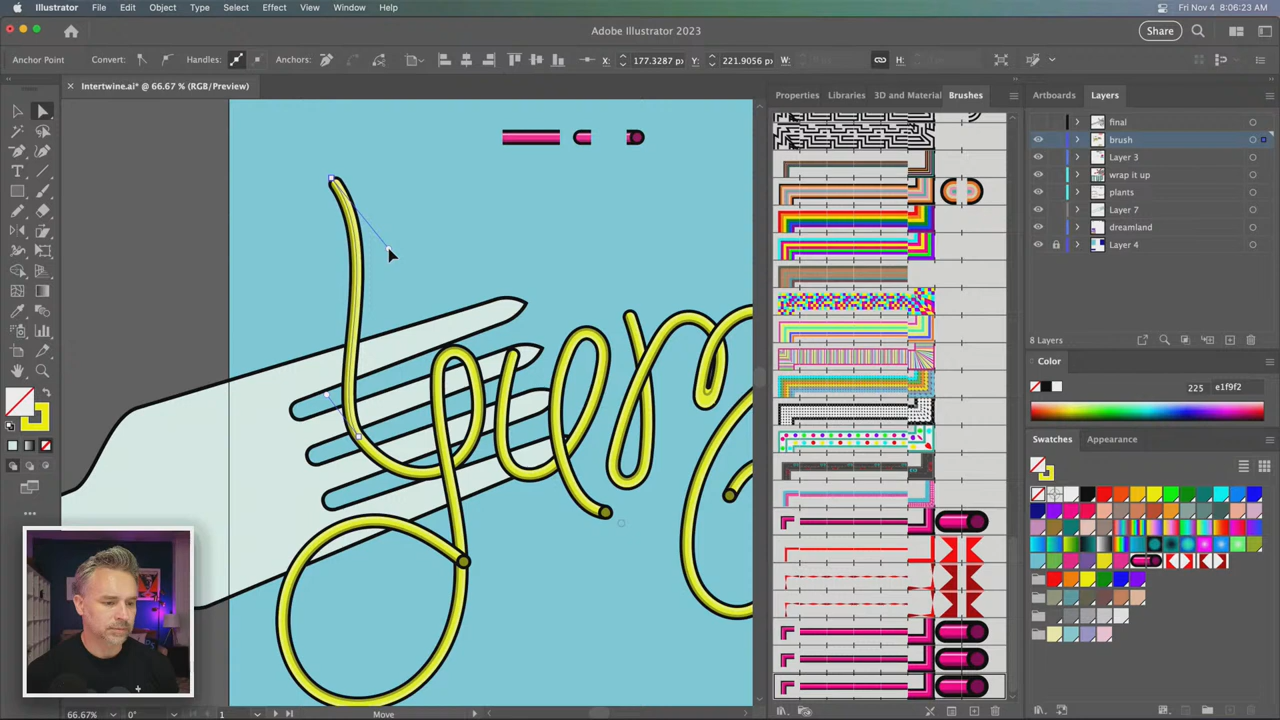 Illustrator File Edit Object Type Select Effect View Window Help Fri Nov 4 8:06:23
Adobe Illustrator 2023
Share
Anchor Point Convert: Handles: Anchors: X: 177.3287 px Y: 221.9056 px W: H:
Intertwine.ai* @ 66.67 % (RGB/Preview)
Properties Libraries 3D and Material Brushes
Artboards Layers
final
brush
Layer 3
wrap it up
plants
Layer 7
dreamland
Layer 4
8 Layers
Color
225 e1f9f2
Swatches Appearance
yum
66.67% 0° 1 Move